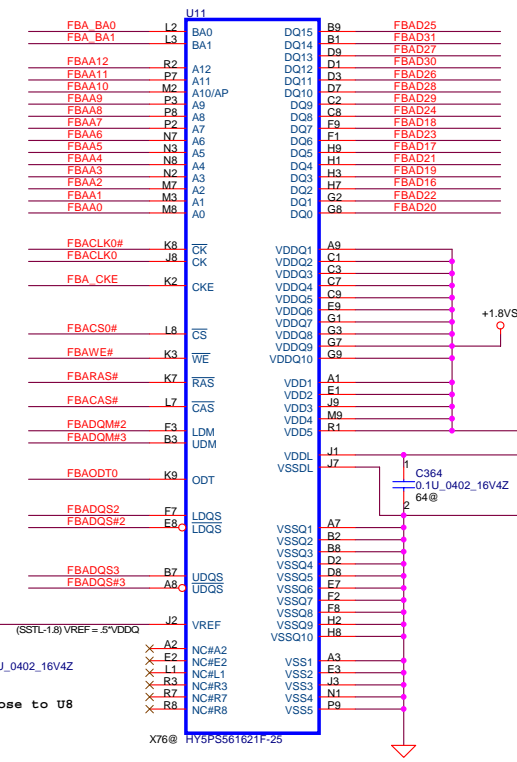 U11
FBA_BA0 L2 BA0 DQ15 B9 FBAD25
FBA_BA1 L3 BA1 DQ14 B1 FBAD31
DQ13 D9 FBAD27
FBAA12 R2 A12 DQ12 D1 FBAD30
FBAA11 P7 A11 DQ11 D3 FBAD26
FBAA10 M2 A10/AP DQ10 D7 FBAD28
FBAA9 P3 A9 DQ9 C2 FBAD29
FBAA8 P8 A8 DQ8 C8 FBAD24
FBAA7 P2 A7 DQ7 F9 FBAD18
FBAA6 N7 A6 DQ6 F1 FBAD23
FBAA5 N3 A5 DQ5 H9 FBAD17
FBAA4 N8 A4 DQ4 H1 FBAD21
FBAA3 N2 A3 DQ3 H3 FBAD19
FBAA2 M7 A2 DQ2 H7 FBAD16
FBAA1 M3 A1 DQ1 G2 FBAD22
FBAA0 M8 A0 DQ0 G8 FBAD20
FBACLK0# K8 CK VDDQ1 A9
FBACLK0 J8 CK VDDQ2 C1
VDDQ3 C3
FBA_CKE K2 CKE VDDQ4 C7
VDDQ5 C9
VDDQ6 E9
VDDQ7 G1
+1.8VS
FBACS0# L8 CS VDDQ8 G3
VDDQ9 G7
FBAWE# K3 WE VDDQ10 G9
FBARAS# K7 RAS VDD1 A1
VDD2 E1
FBACAS# L7 CAS VDD3 J9
VDD4 M9
FBADQM#2 F3 LDM VDD5 R1
FBADQM#3 B3 UDM
VDDL J1
VSSDL J7
FBAODT0 K9 ODT
1
C364
0.1U_0402_16V4Z
64@
2
FBADQS2 F7 LDQS VSSQ1 A7
FBADQS#2 E8 LDQS VSSQ2 B2
VSSQ3 B8
VSSQ4 D2
FBADQS3 B7 UDQS VSSQ5 D8
FBADQS#3 A8 UDQS VSSQ6 E7
VSSQ7 F2
VSSQ8 F8
J2 VREF VSSQ9 H2
(SSTL-1.8) VREF = .5*VDDQ VSSQ10 H8
A2 NC#A2
E2 NC#E2 VSS1 A3
U_0402_16V4Z L1 NC#L1 VSS2 E3
R3 NC#R3 VSS3 J3
R7 NC#R7 VSS4 N1
ose to U8 R8 NC#R8 VSS5 P9
X76@ HY5PS561621F-25